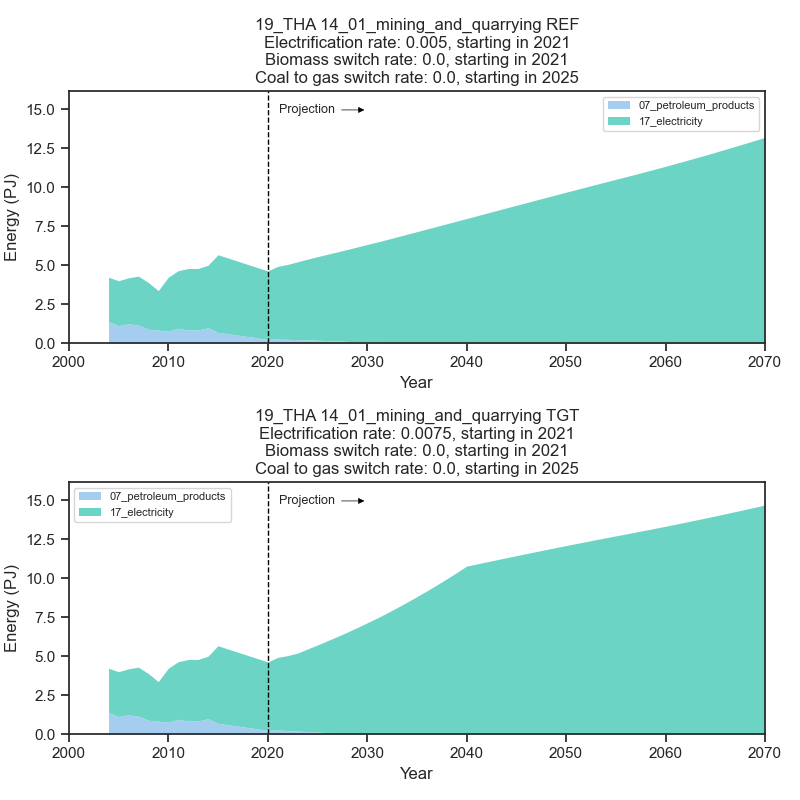 19_THA 14_01_mining_and_quarrying REF
Electrification rate: 0.005, starting in 2021
Biomass switch rate: 0.0, starting in 2021
Coal to gas switch rate: 0.0, starting in 2025
Projection
07_petroleum_products
17_electricity
15.0
12.5
10.0
7.5
5.0
2.5
0.0
Energy (PJ)
2000 2010 2020 2030 2040 2050 2060 2070
Year
19_THA 14_01_mining_and_quarrying TGT
Electrification rate: 0.0075, starting in 2021
Biomass switch rate: 0.0, starting in 2021
Coal to gas switch rate: 0.0, starting in 2025
07_petroleum_products
17_electricity
Projection
15.0
12.5
10.0
7.5
5.0
2.5
0.0
Energy (PJ)
2000 2010 2020 2030 2040 2050 2060 2070
Year